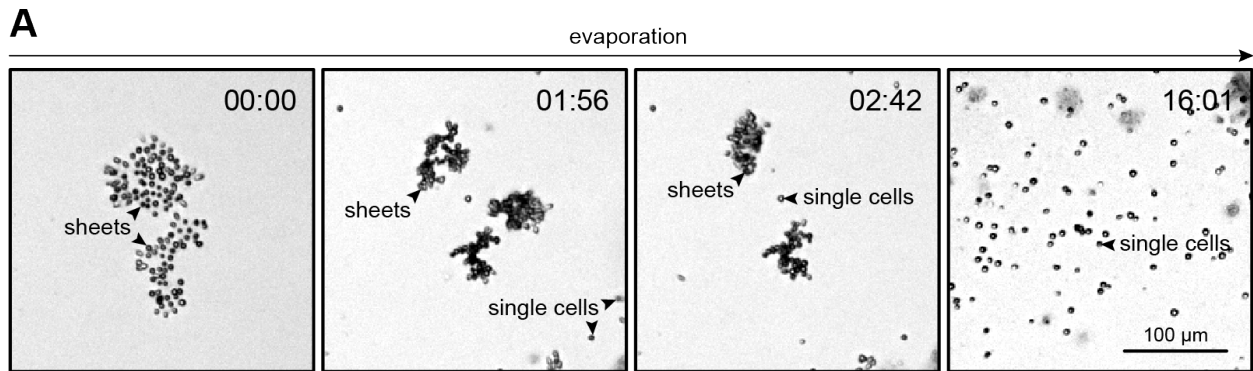 A
evaporation
00:00
sheets
01:56
sheets
single cells
02:42
sheets
single cells
16:01
single cells
100 µm